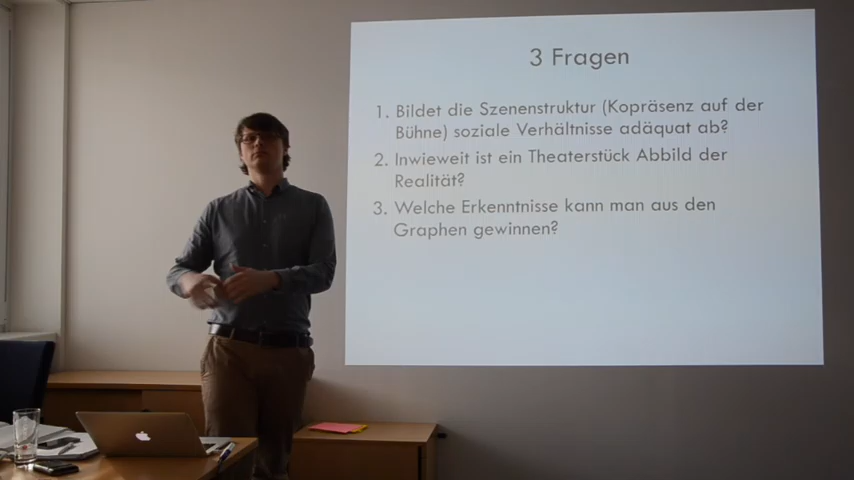 3 Fragen
1. Bildet die Szenenstruktur (Kopräsenz auf der
Bühne) soziale Verhältnisse adäquat ab?
2. Inwieweit ist ein Theaterstück Abbild der
Realität?
3. Welche Erkenntnisse kann man aus den
Graphen gewinnen?